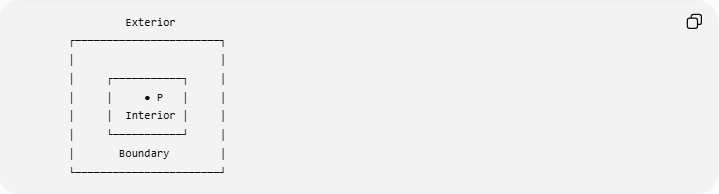 Exterior
• P
Interior
Boundary